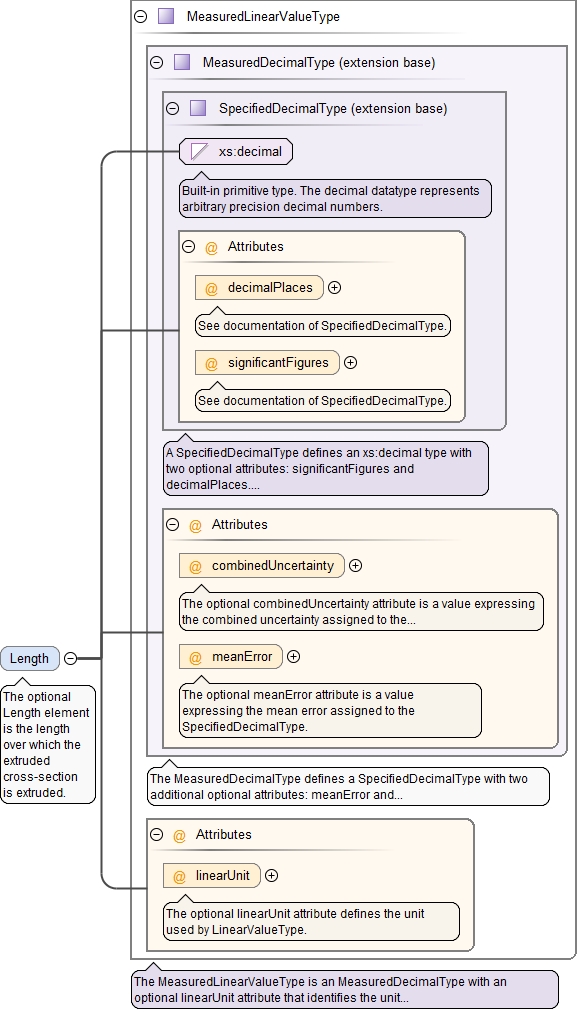 MeasuredLinearValueType
MeasuredDecimalType (extension base)
SpecifiedDecimalType (extension base)
xs:decimal
Built-in primitive type. The decimal datatype represents
arbitrary precision decimal numbers.
@ Attributes
@ decimalPlaces
See documentation of SpecifiedDecimalType.
@ significantFigures
See documentation of SpecifiedDecimalType.
A SpecifiedDecimalType defines an xs:decimal type with
two optional attributes: significantFigures and
decimalPlaces....
@ Attributes
@ combinedUncertainty
The optional combinedUncertainty attribute is a value expressing
the combined uncertainty assigned to the...
@ meanError
The optional meanError attribute is a value
expressing the mean error assigned to the
SpecifiedDecimalType.
Length
The optional
Length element
is the length
over which the
extruded
cross-section
is extruded.
The MeasuredDecimalType defines a SpecifiedDecimalType with two
additional optional attributes: meanError and...
@ Attributes
@ linearUnit
The optional linearUnit attribute defines the unit
used by LinearValueType.
The MeasuredLinearValueType is an MeasuredDecimalType with an
optional linearUnit attribute that identifies the unit...